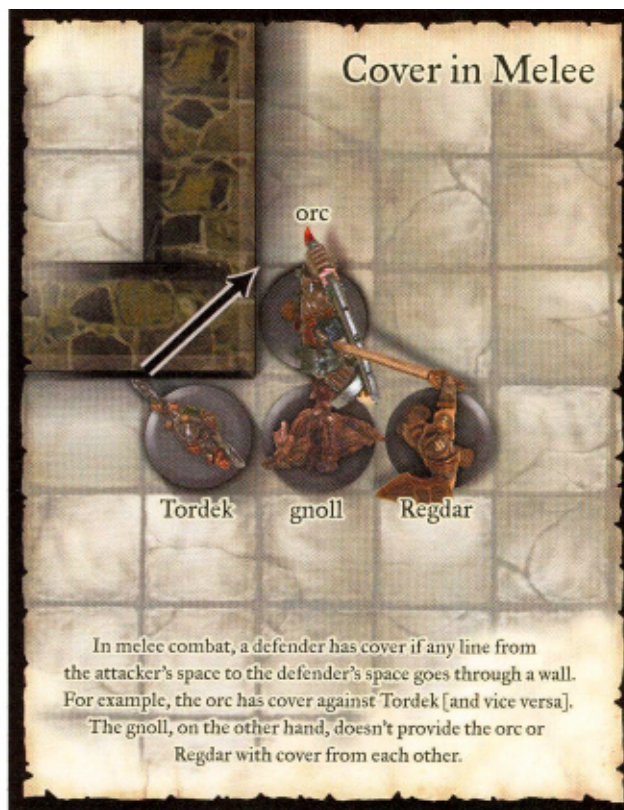 Cover in Melee
orc
Tordek
gnoll
Regdar
In melee combat, a defender has cover if any line from
the attacker's space to the defender's space goes through a wall.
For example, the orc has cover against Tordek [and vice versa].
The gnoll, on the other hand, doesn't provide the orc or
Regdar with cover from each other.